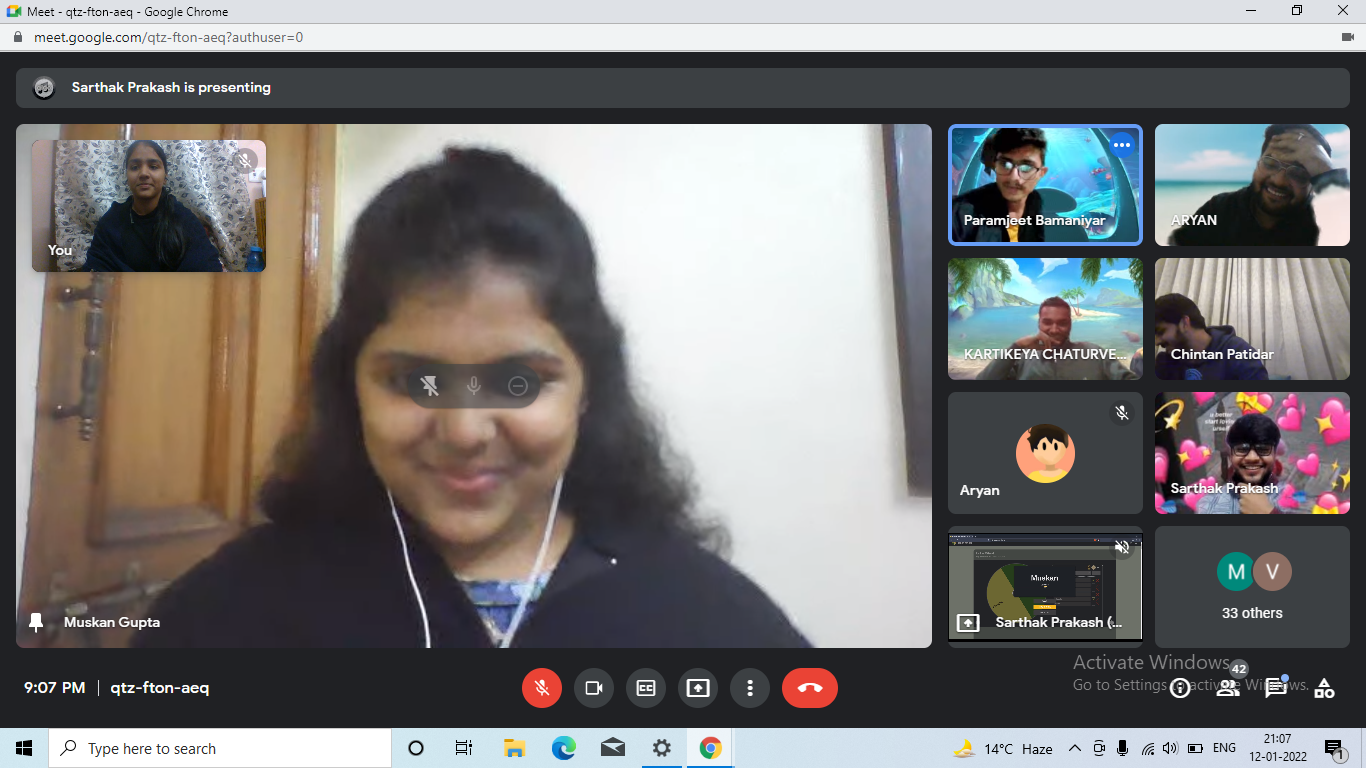 Meet - qtz-fton-aeq - Google Chrome
meet.google.com/qtz-fton-aeq?authuser=0
Sarthak Prakash is presenting
You
Muskan Gupta
Paramjeet Bamaniyar
ARYAN
KARTIKEYA CHATURVE...
Chintan Patidar
Aryan
a better
Sarthak Prakash
Muskan
Sarthak Prakash (...
M V
33 others
9:07 PM | qtz-fton-aeq
Activate Windows
Go to Settings to activate Windows.
42
Type here to search
14°C Haze
ENG
21:07
12-01-2022
1